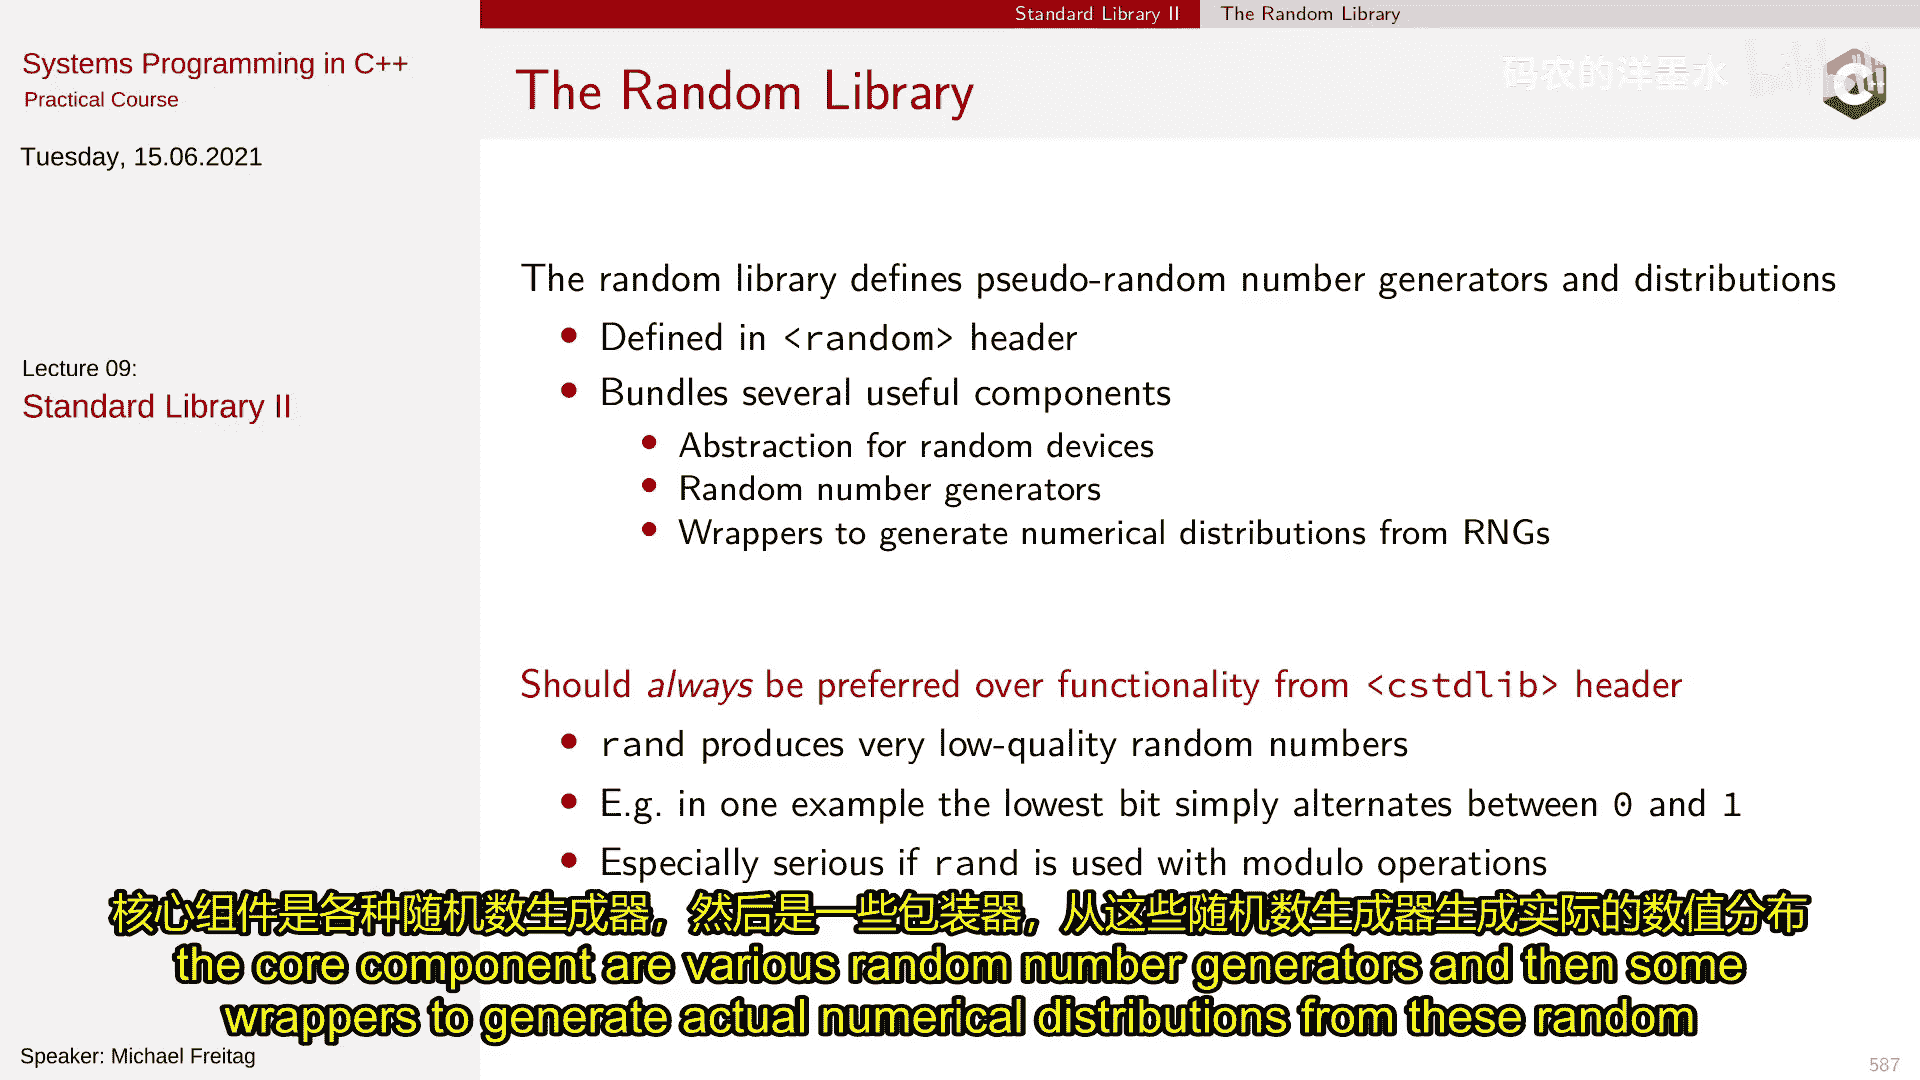 Standard Library II The Random Library
Systems Programming in C++
Practical Course
Tuesday, 15.06.2021
Lecture 09:
Standard Library II
The Random Library
码农的洋墨水
The random library defines pseudo-random number generators and distributions
• Defined in <random> header
• Bundles several useful components
• Abstraction for random devices
• Random number generators
• Wrappers to generate numerical distributions from RNGs
Should always be preferred over functionality from <cstdlib> header
• rand produces very low-quality random numbers
• E.g. in one example the lowest bit simply alternates between 0 and 1
• Especially serious if rand is used with modulo operations
核心组件是各种随机数生成器，然后是一些包装器，从这些随机数生成器生成实际的数值分布
the core component are various random number generators and then some
wrappers to generate actual numerical distributions from these random
Speaker: Michael Freitag
587